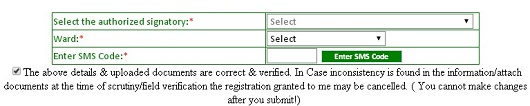 Select the authorized signatory:* Select
Ward:* Select
Enter SMS Code:* Enter SMS Code
The above details & uploaded documents are correct & verified. In Case inconsistency is found in the information/attach
documents at the time of scrutiny/field verification the registration granted to me may be cancelled. ( You cannot make changes
after you submit!)